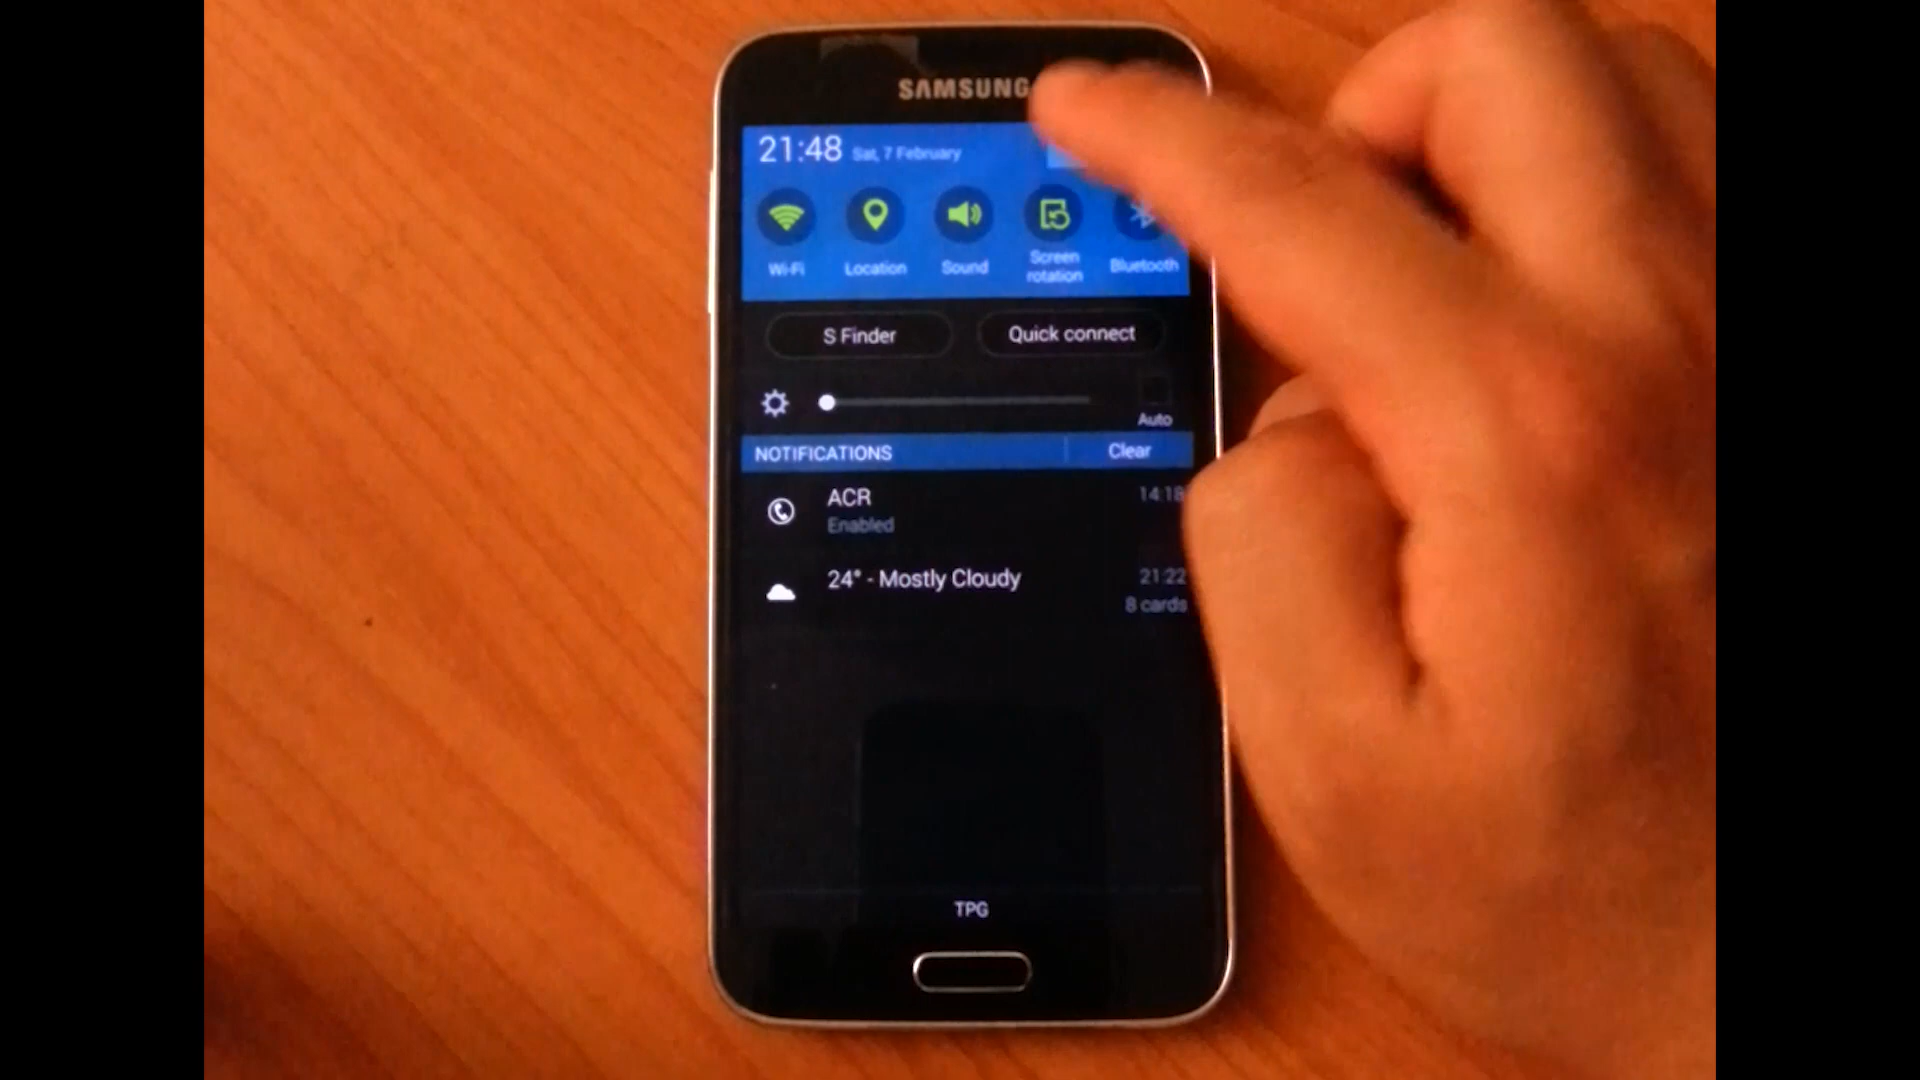 SAMSUNG
21:48 Sat, 7 February
Wi-Fi
Location
Sound
Screen
rotation
Bluetooth
S Finder
Quick connect
Auto
NOTIFICATIONS
Clear
ACR
14:18
Enabled
24° - Mostly Cloudy
21:22
8 cards
TPG